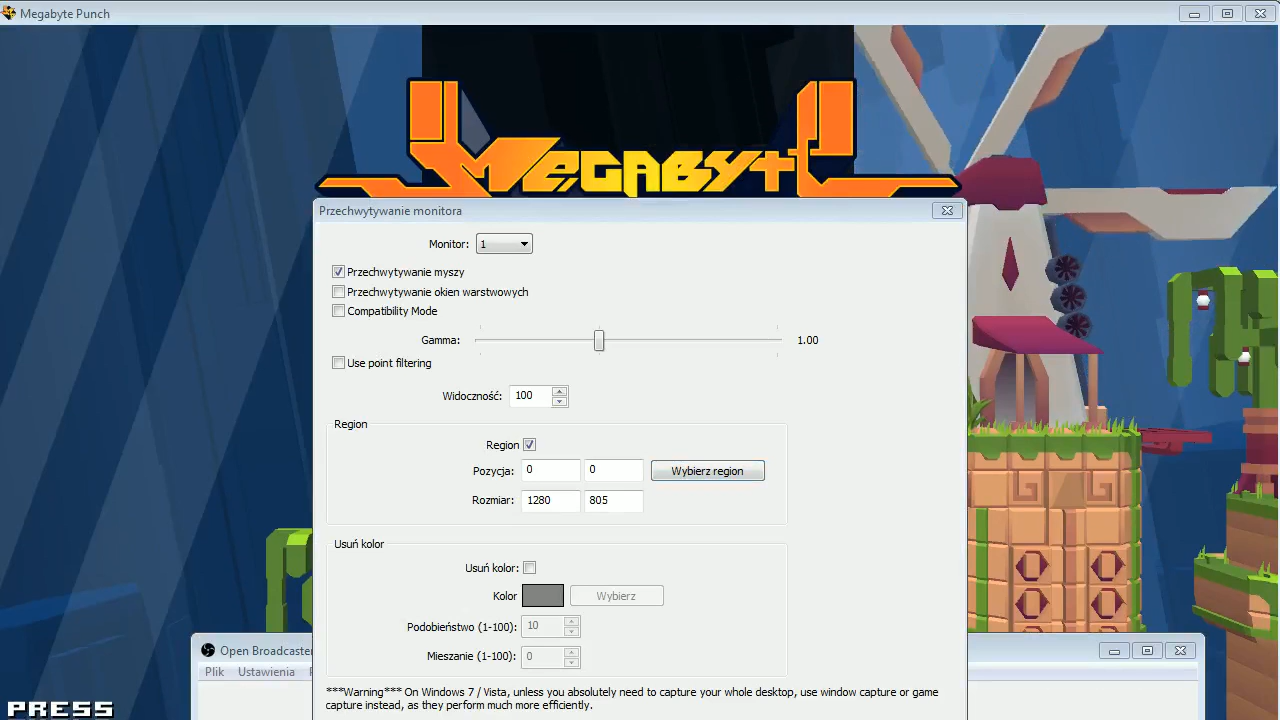 Megabyte Punch
MEGABYTE
Przechwytywanie monitora
Monitor: 1
Przechwytywanie myszy
Przechwytywanie okien warstwowych
Compatibility Mode
Gamma: 1.00
Use point filtering
Widoczność: 100
Region
Region
Pozycja: 0 0 Wybierz region
Rozmiar: 1280 805
Usuń kolor
Usuń kolor:
Kolor Wybierz
Podobieństwo (1-100): 10
Mieszanie (1-100): 0
***Warning*** On Windows 7 / Vista, unless you absolutely need to capture your whole desktop, use window capture or game
capture instead, as they perform much more efficiently.
Open Broadcaster
Plik Ustawienia
PRESS